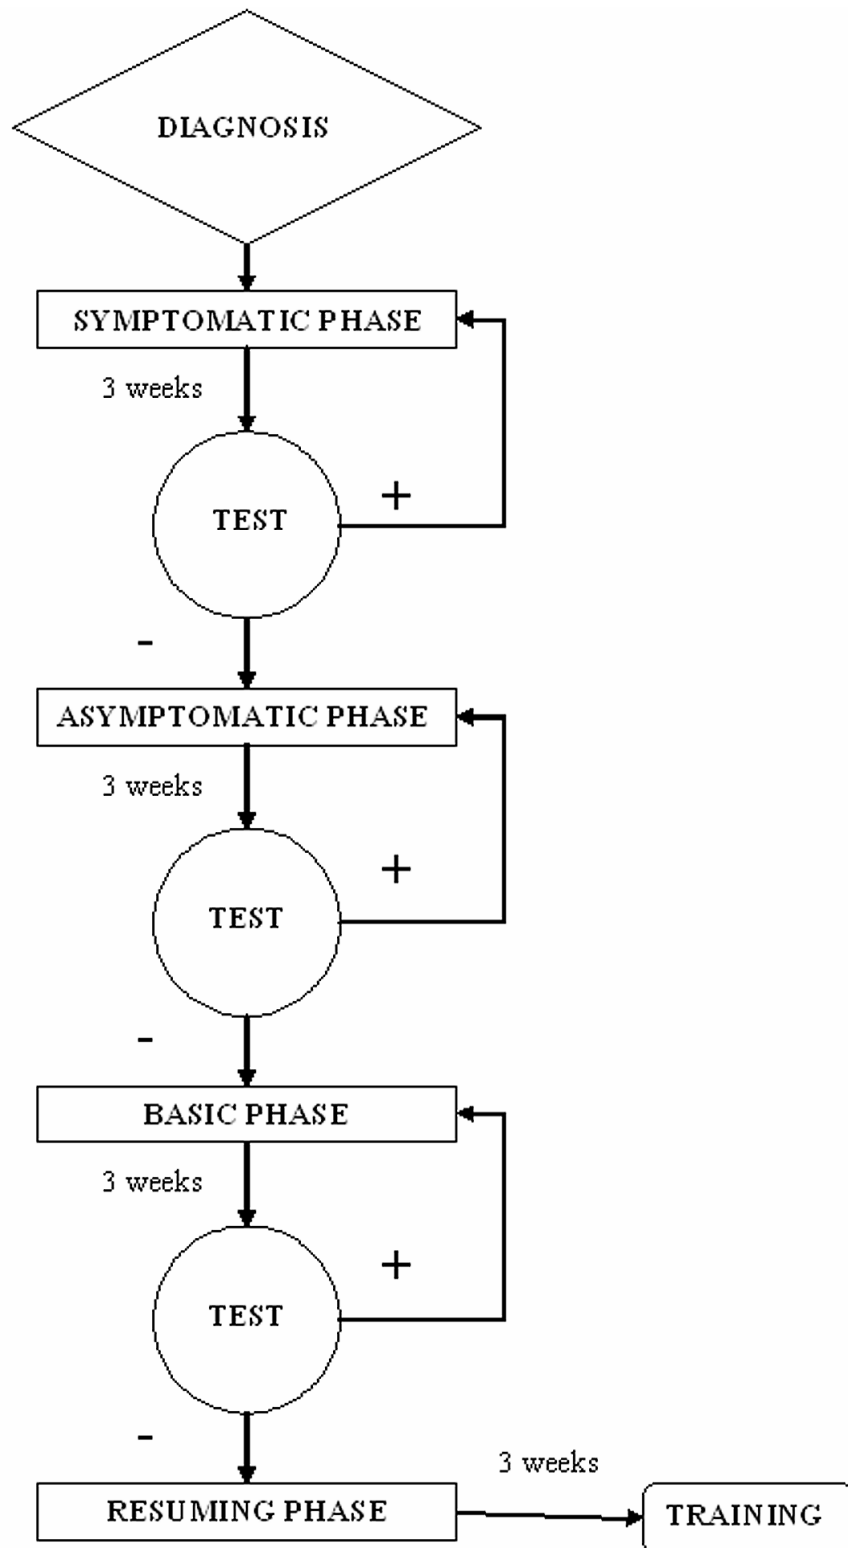 DIAGNOSIS
SYMPTOMATIC PHASE
3 weeks
TEST
+
-
ASYMPTOMATIC PHASE
3 weeks
TEST
+
-
BASIC PHASE
3 weeks
TEST
+
-
3 weeks
RESUMING PHASE
TRAINING